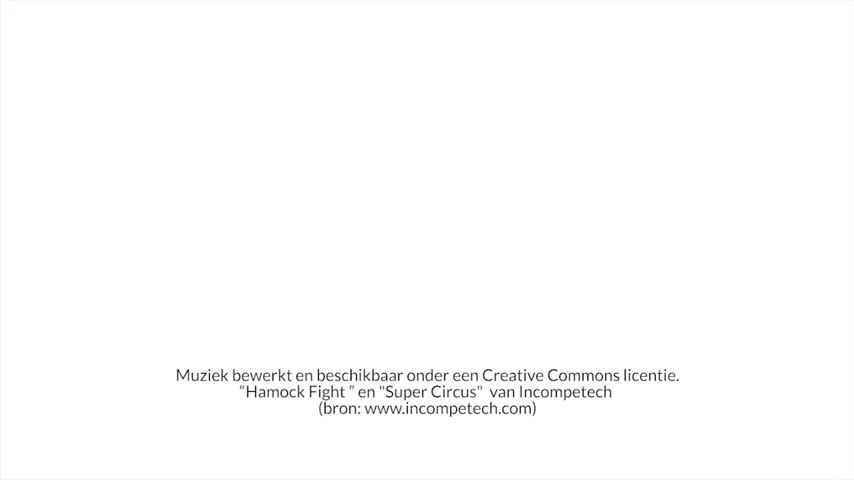 Muziek bewerkt en beschikbaar onder een Creative Commons licentie.
“Hamock Fight ” en "Super Circus"  van Incompetech
(bron: www.incompetech.com)